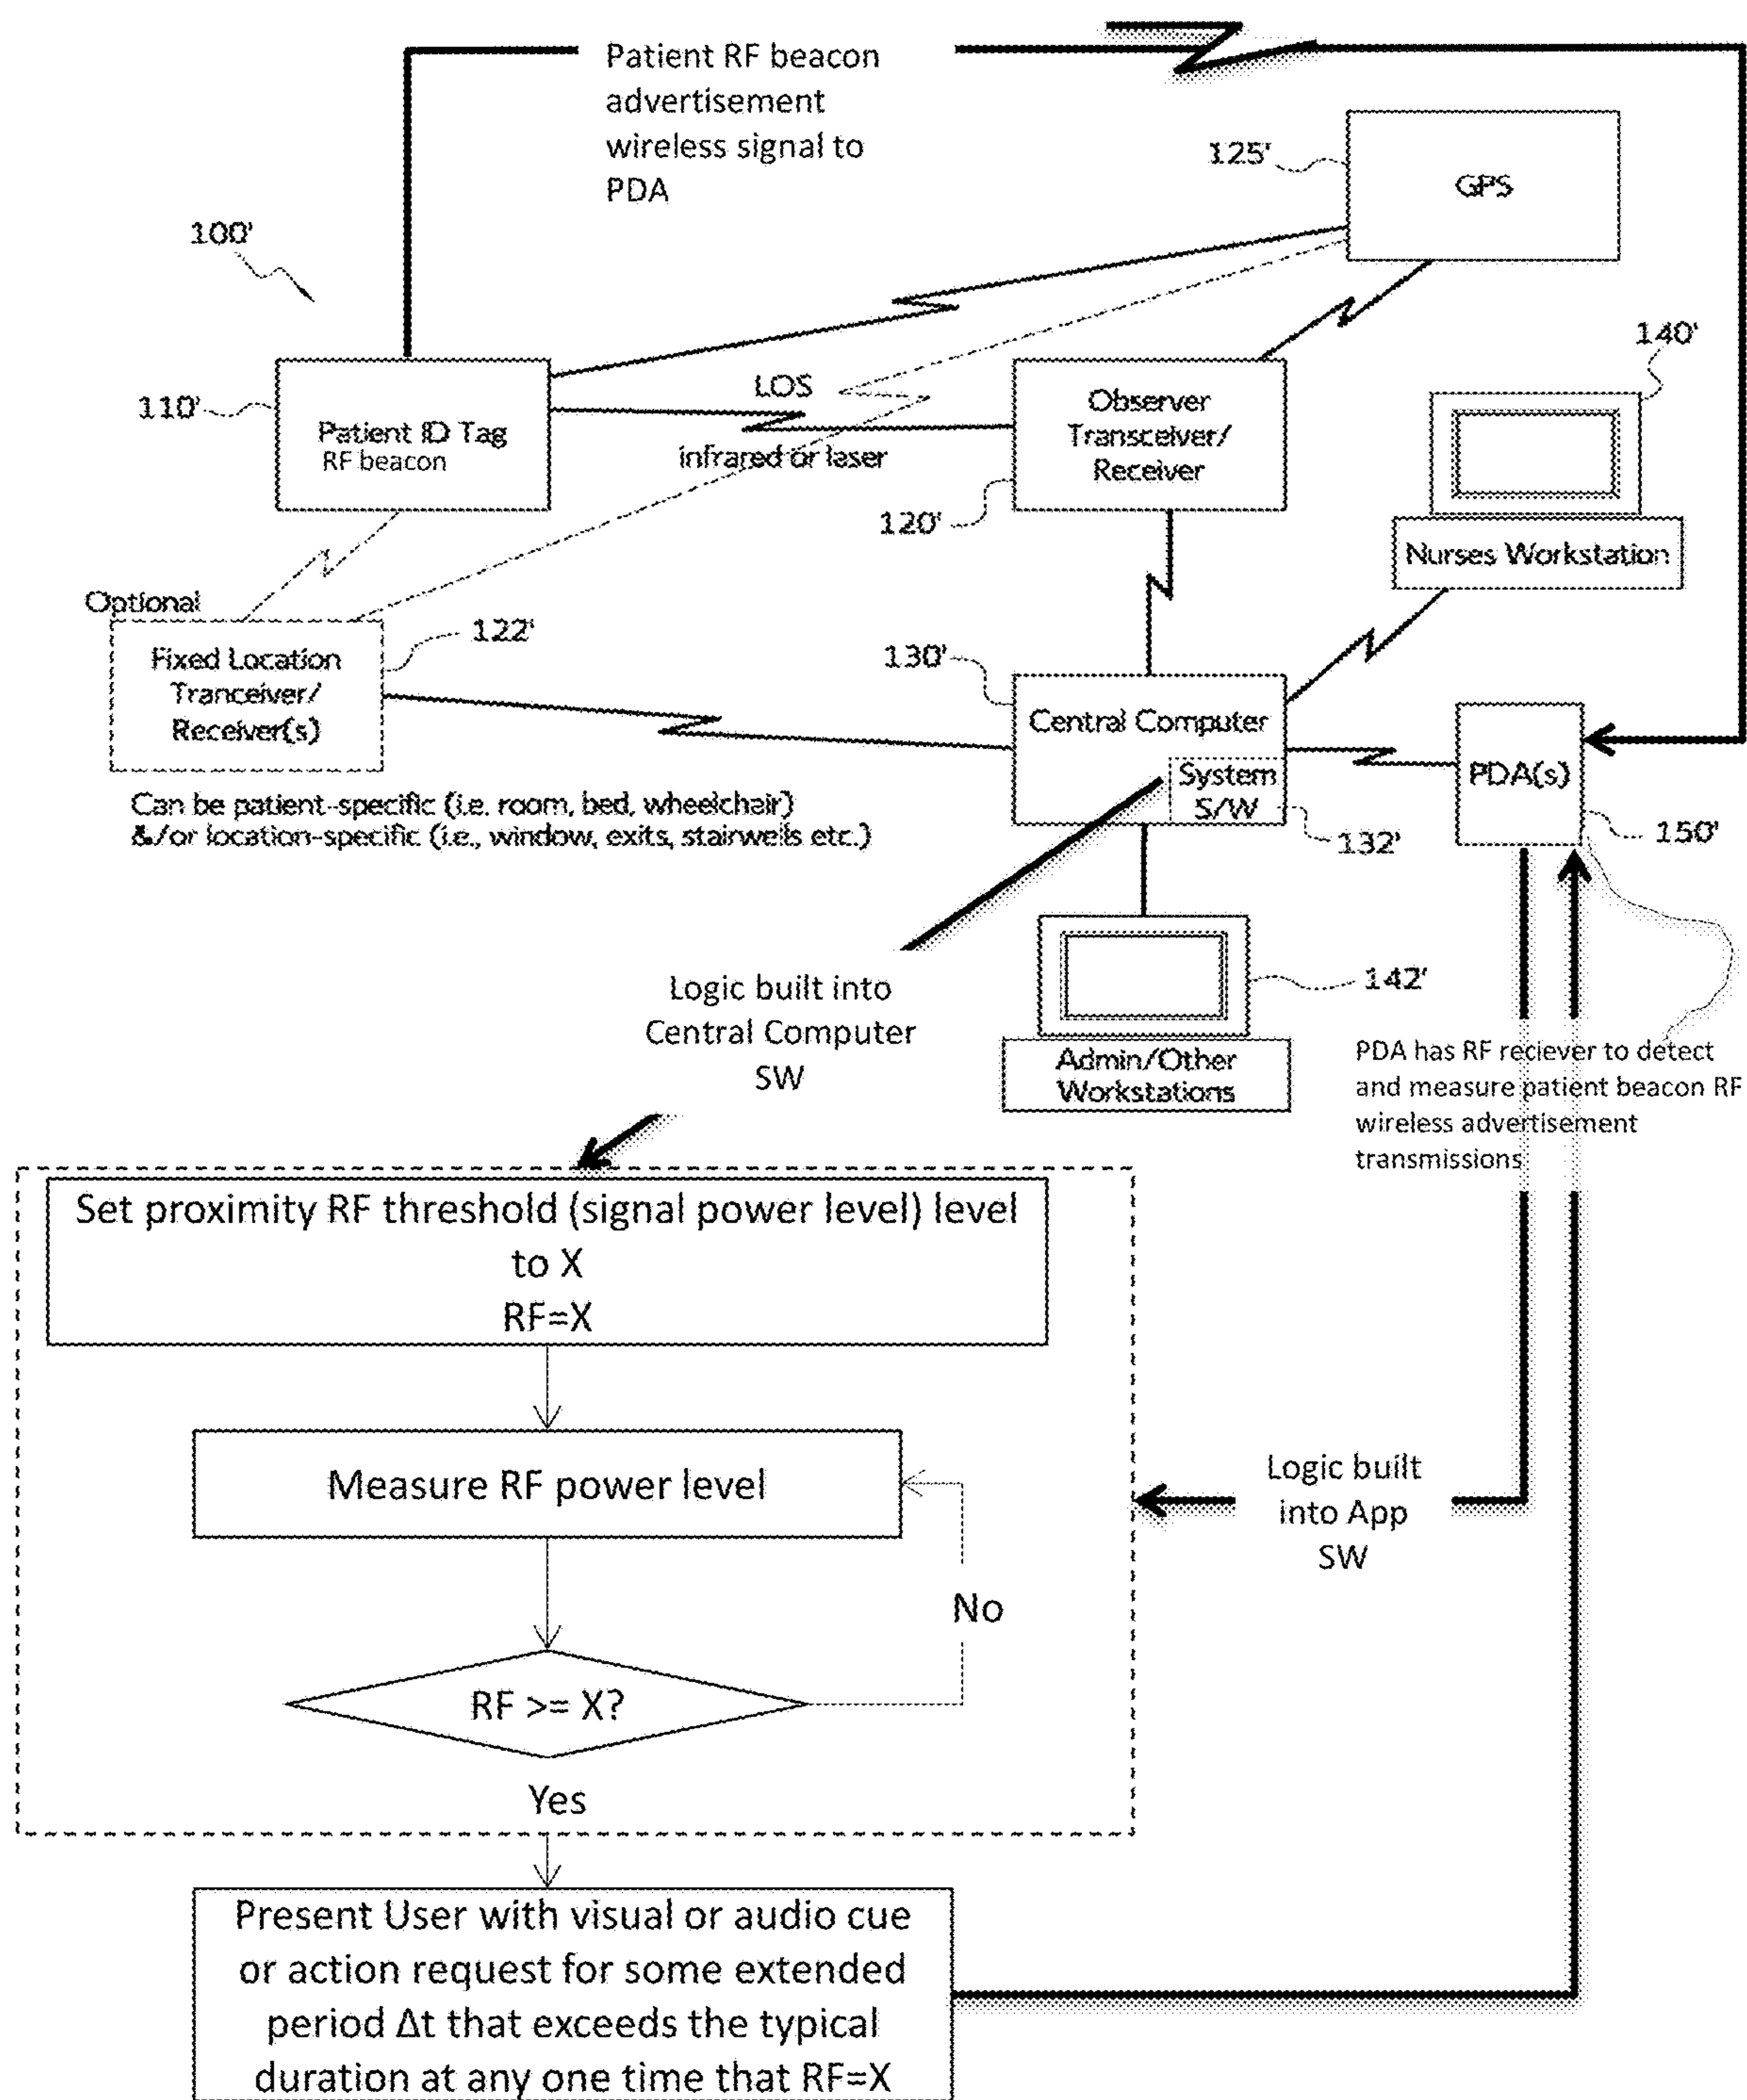 Patient RF beacon
advertisement
wireless signal to
PDA
125'
GPS
100'
140'
LOS
110'
Patient ID Tag
RF beacon
infrared or laser
Observer
Transceiver/
Receiver
120'
Nurses Workstation
Optional
122'
Fixed Location
Tranceiver/
Receiver(s)
130'
Central Computer
System
S/W
132'
PDA(s)
150'
Can be patient-specific (i.e. room, bed, wheelchair)
&/or location-specific (i.e., window, exits, stairwells etc.)
142'
Logic built into
Central Computer
SW
Admin/Other
Workstations
PDA has RF reciever to detect
and measure patient beacon RF
wireless advertisement
transmissions
Set proximity RF threshold (signal power level) level
to X
RF=X
Measure RF power level
Logic built
into App
SW
No
RF >= X?
Yes
Present User with visual or audio cue
or action request for some extended
period Δt that exceeds the typical
duration at any one time that RF=X